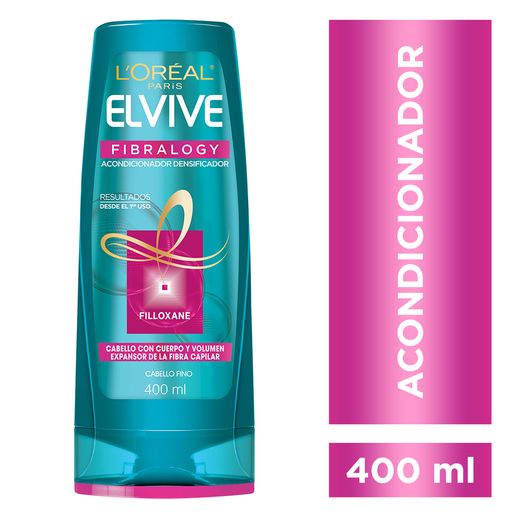 L'ORÉAL
PARIS
ELVIVE
FIBRALOGY
ACONDICIONADOR DENSIFICADOR
RESULTADOS
DESDE EL 1ER USO
FILLOXANE
CABELLO CON CUERPO Y VOLUMEN
EXPANSOR DE LA FIBRA CAPILAR
CABELLO FINO
400 ml
ACONDICIONADOR
400 ml